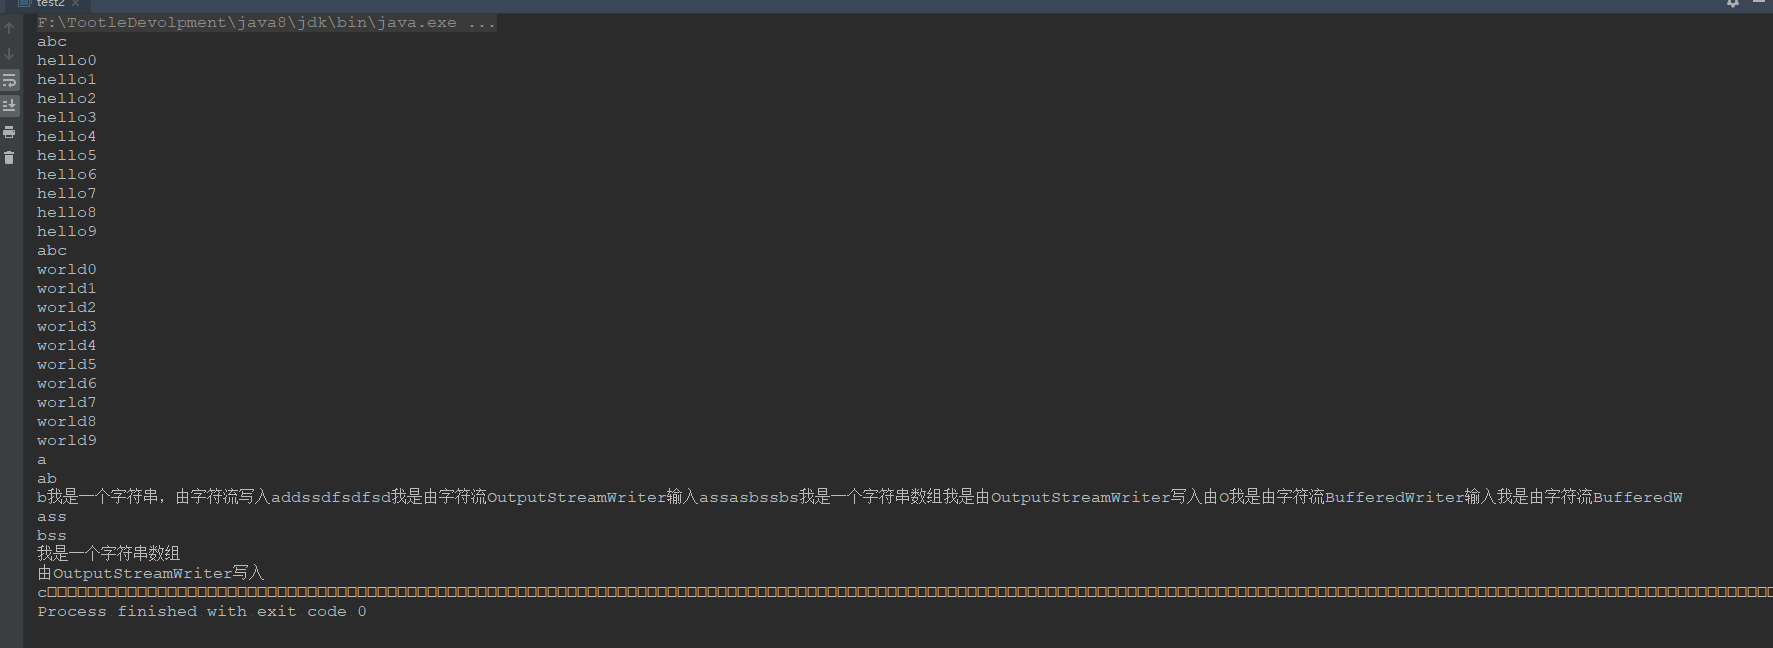 test2
F:\TootleDevolpment\java8\jdk\bin\java.exe ...
abc
hello0
hello1
hello2
hello3
hello4
hello5
hello6
hello7
hello8
hello9
abc
world0
world1
world2
world3
world4
world5
world6
world7
world8
world9
a
ab
b我是一个字符串，由字符流写入addssdfsdfsd我是由字符流OutputStreamWriter输入assasbssbs我是一个字符串数组我是由OutputStreamWriter写入由O我是由字符流BufferedWriter输入我是由字符流BufferedW
ass
bss
我是一个字符串数组
由OutputStreamWriter写入
c
Process finished with exit code 0